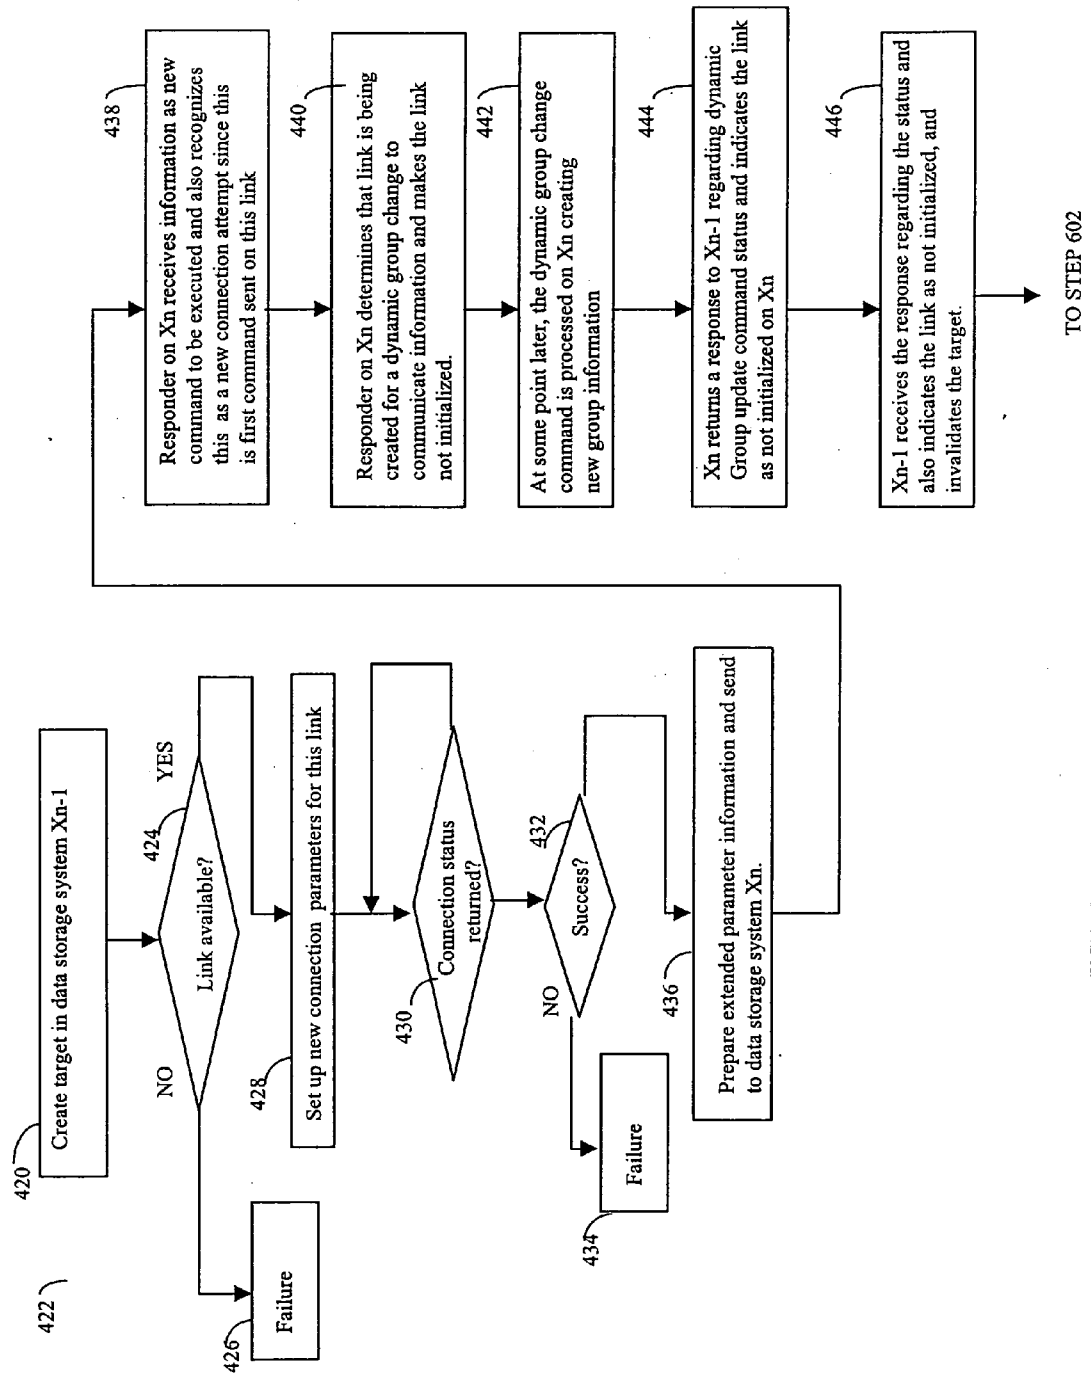 422
420
Create target in data storage system Xn-1
424
Link available?
YES
NO
426
Failure
428
Set up new connection parameters for this link
430
Connection status
returned?
432
Success?
NO
434
Failure
436
Prepare extended parameter information and send
to data storage system Xn.
438
Responder on Xn receives information as new
command to be executed and also recognizes
this as a new connection attempt since this
is first command sent on this link
440
Responder on Xn determines that link is being
created for a dynamic group change to
communicate information and makes the link
not initialized.
442
At some point later, the dynamic group change
command is processed on Xn creating
new group information
444
Xn returns a response to Xn-1 regarding dynamic
Group update command status and indicates the link
as not initialized on Xn
446
Xn-1 receives the response regarding the status and
also indicates the link as not initialized, and
invalidates the target.
TO STEP 602